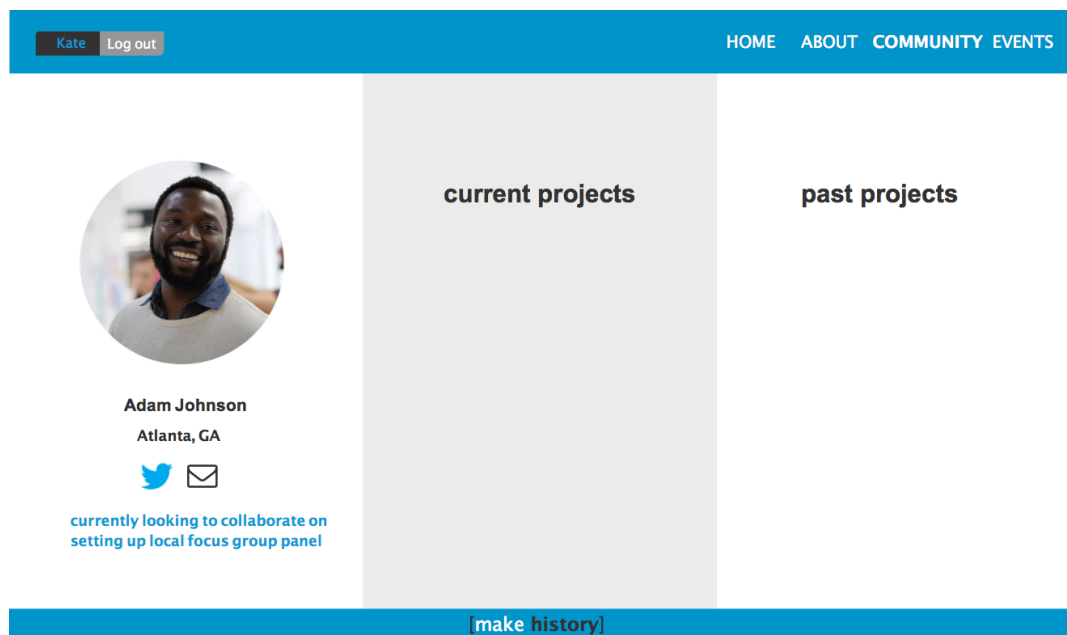 Kate Log out HOME ABOUT COMMUNITY EVENTS
current projects
past projects
Adam Johnson
Atlanta, GA
currently looking to collaborate on
setting up local focus group panel
[make history]